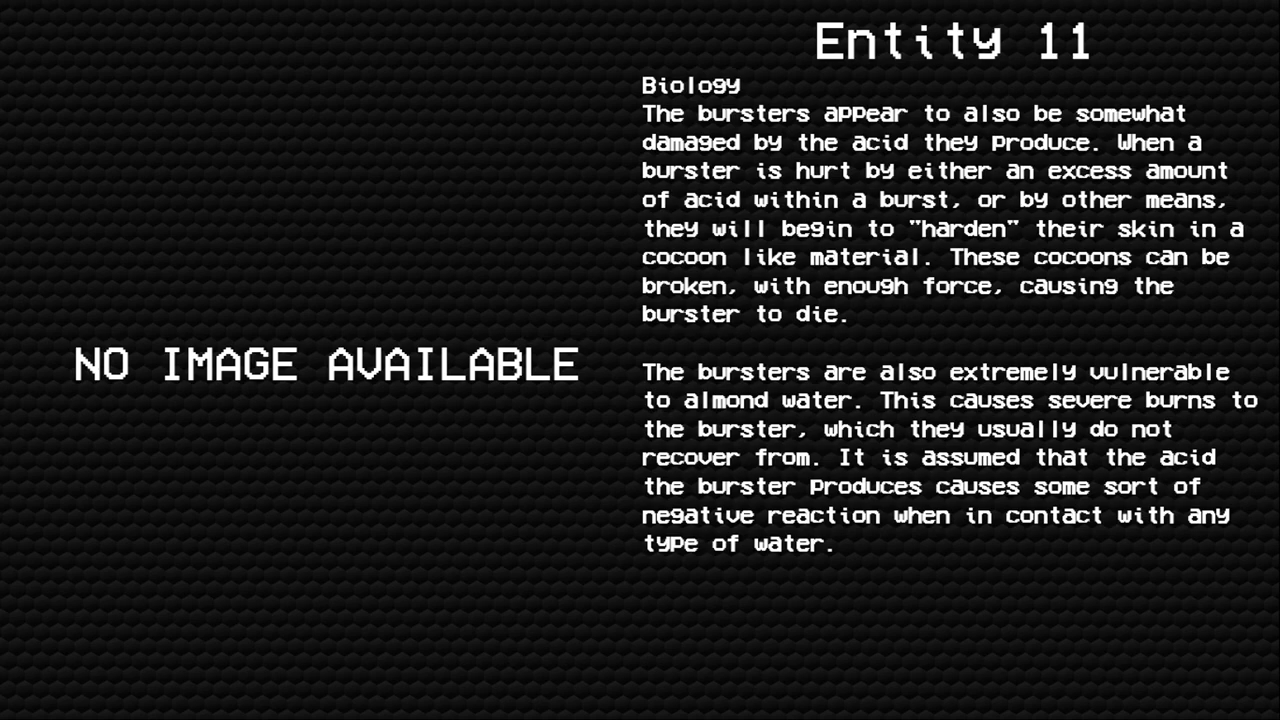 Entity 11
Biology
The bursters appear to also be somewhat
damaged by the acid they produce. When a
burster is hurt by either an excess amount
of acid within a burst, or by other means,
they will begin to "harden" their skin in a
cocoon like material. These cocoons can be
broken, with enough force, causing the
burster to die.
NO IMAGE AVAILABLE
The bursters are also extremely vulnerable
to almond water. This causes severe burns to
the burster, which they usually do not
recover from. It is assumed that the acid
the burster produces causes some sort of
negative reaction when in contact with any
type of water.